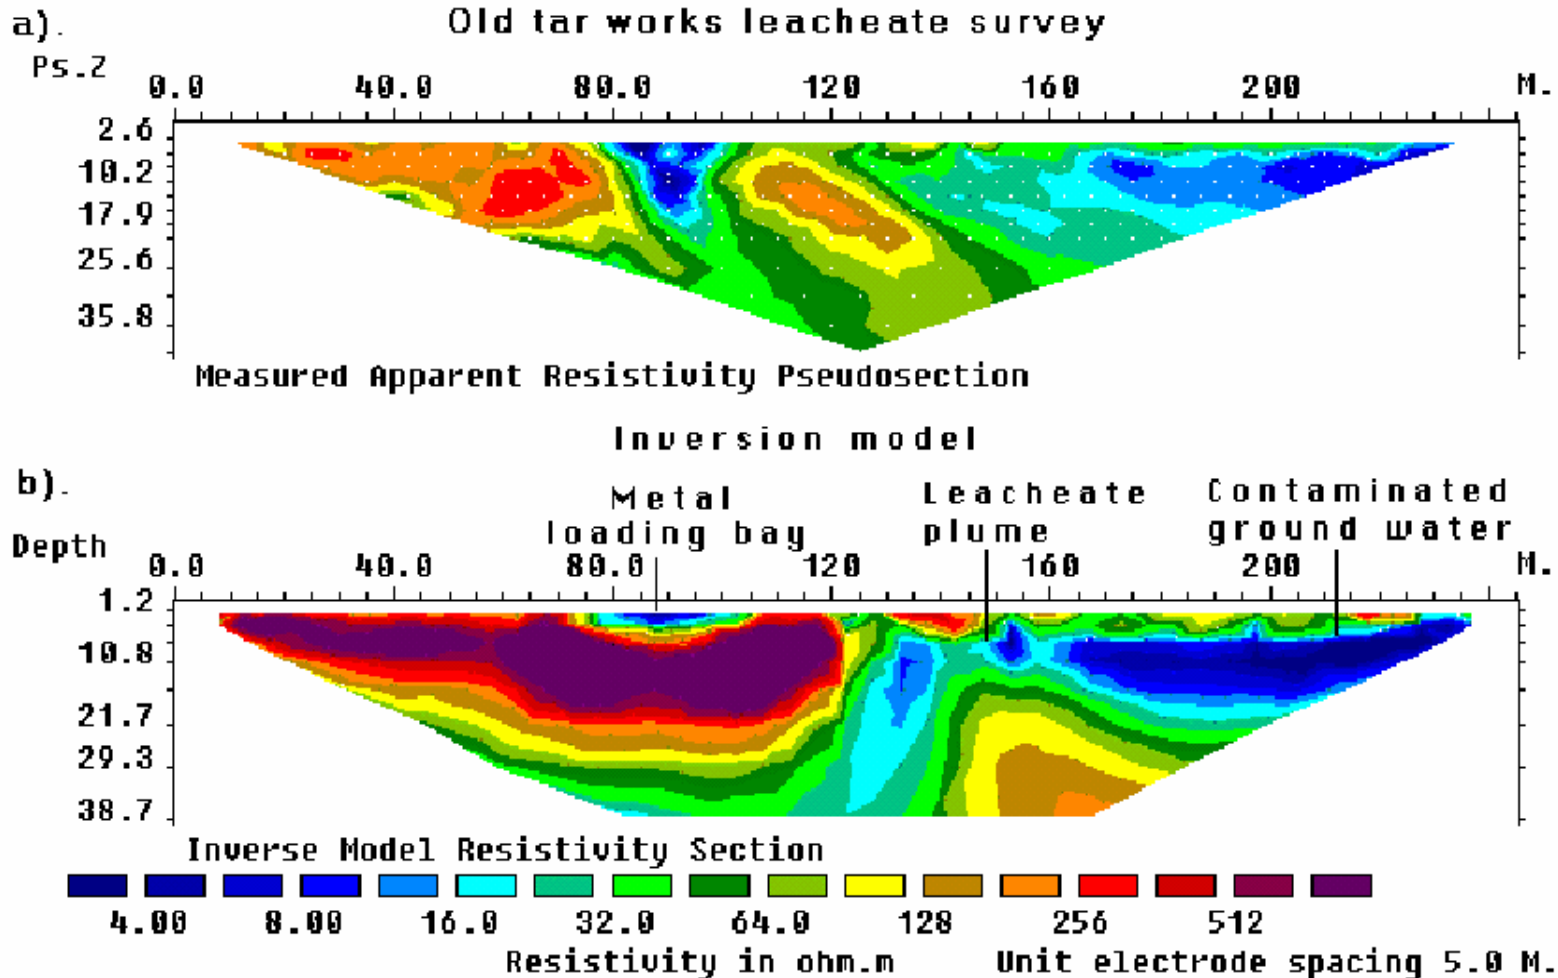 a).
Old tar works leacheate survey
Ps.Z
0.0 40.0 80.0 120 160 200 M.
2.6
10.2
17.9
25.6
35.8
Measured Apparent Resistivity Pseudosection
Inversion model
b).
Metal
loading bay
Leacheate
plume
Contaminated
ground water
Depth
0.0 40.0 80.0 120 160 200 M.
1.2
10.8
21.7
29.3
38.7
Inverse Model Resistivity Section
4.00 8.00 16.0 32.0 64.0 128 256 512
Resistivity in ohm.m
Unit electrode spacing 5.0 M.